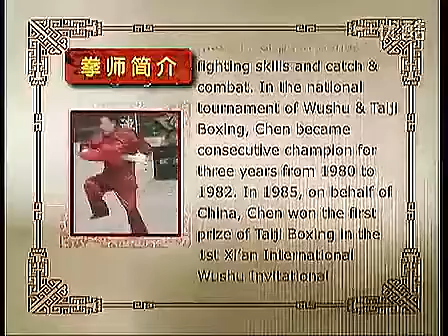 拳师简介
fighting skills and catch &
combat. In the national
tournament of Wushu & Taiji
Boxing, Chen became
consecutive champion for
three years from 1980 to
1982. In 1985, on behalf of
China, Chen won the first
prize of Taiji Boxing in the
1st Xi'an International
Wushu Invitational